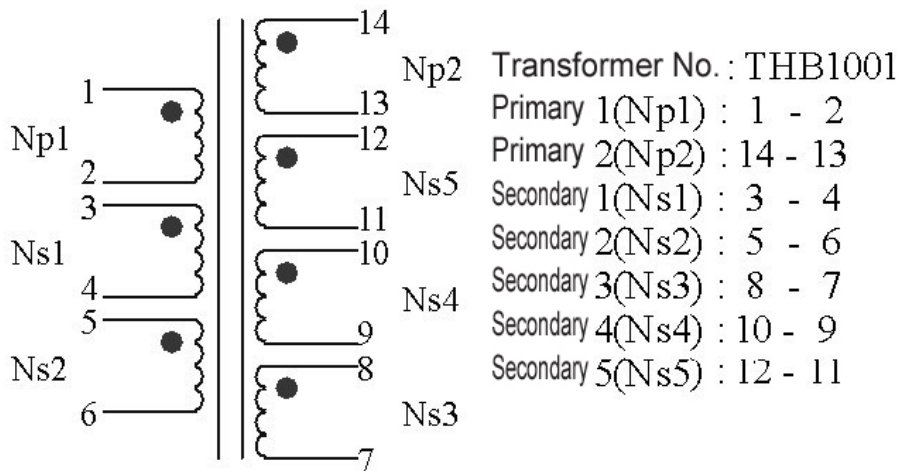 1
Np1
2
3
Ns1
4
5
Ns2
6
14
Np2
13
12
Ns5
11
10
Ns4
9
8
Ns3
7
Transformer No. : THB1001
Primary 1(Np1) : 1 - 2
Primary 2(Np2) : 14 - 13
Secondary 1(Ns1) : 3 - 4
Secondary 2(Ns2) : 5 - 6
Secondary 3(Ns3) : 8 - 7
Secondary 4(Ns4) : 10 - 9
Secondary 5(Ns5) : 12 - 11